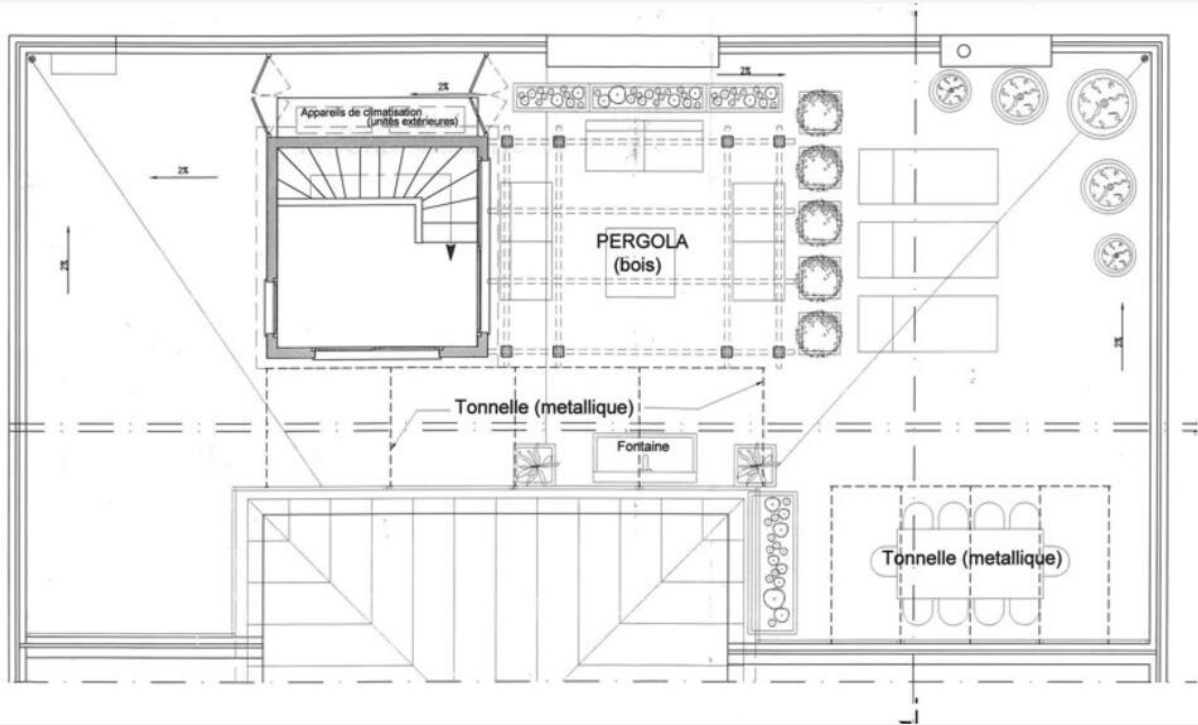 2%
2%
Appareils de climatisation
(unités extérieures)
2%
2%
PERGOLA
(bois)
2%
Tonnelle (metallique)
Fontaine
Tonnelle (metallique)